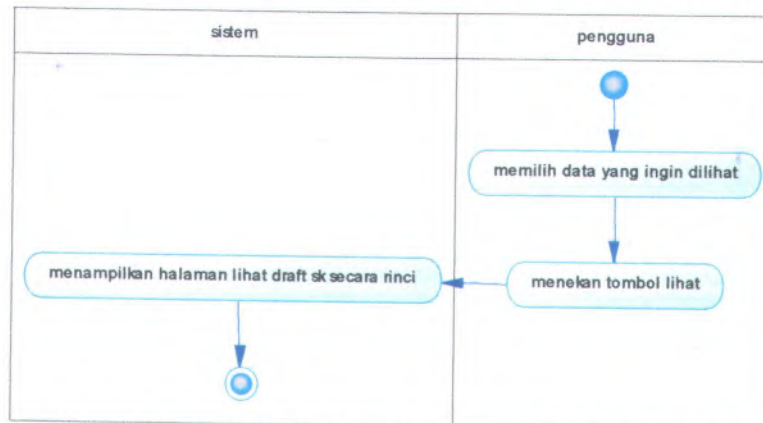 sistem
pengguna
memilih data yang ingin dilihat
menampilkan halaman lihat draft sk secara rinci
menekan tombol lihat